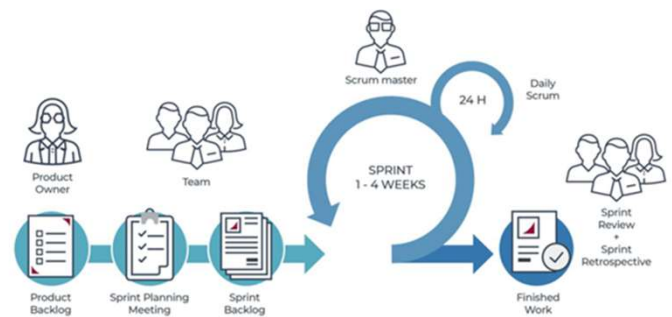 Scrum master
24 H
Daily
Scrum
Product
Owner
Team
SPRINT
1 - 4 WEEKS
Sprint
Review
+
Sprint
Retrospective
Product
Backlog
Sprint Planning
Meeting
Sprint
Backlog
Finished
Work